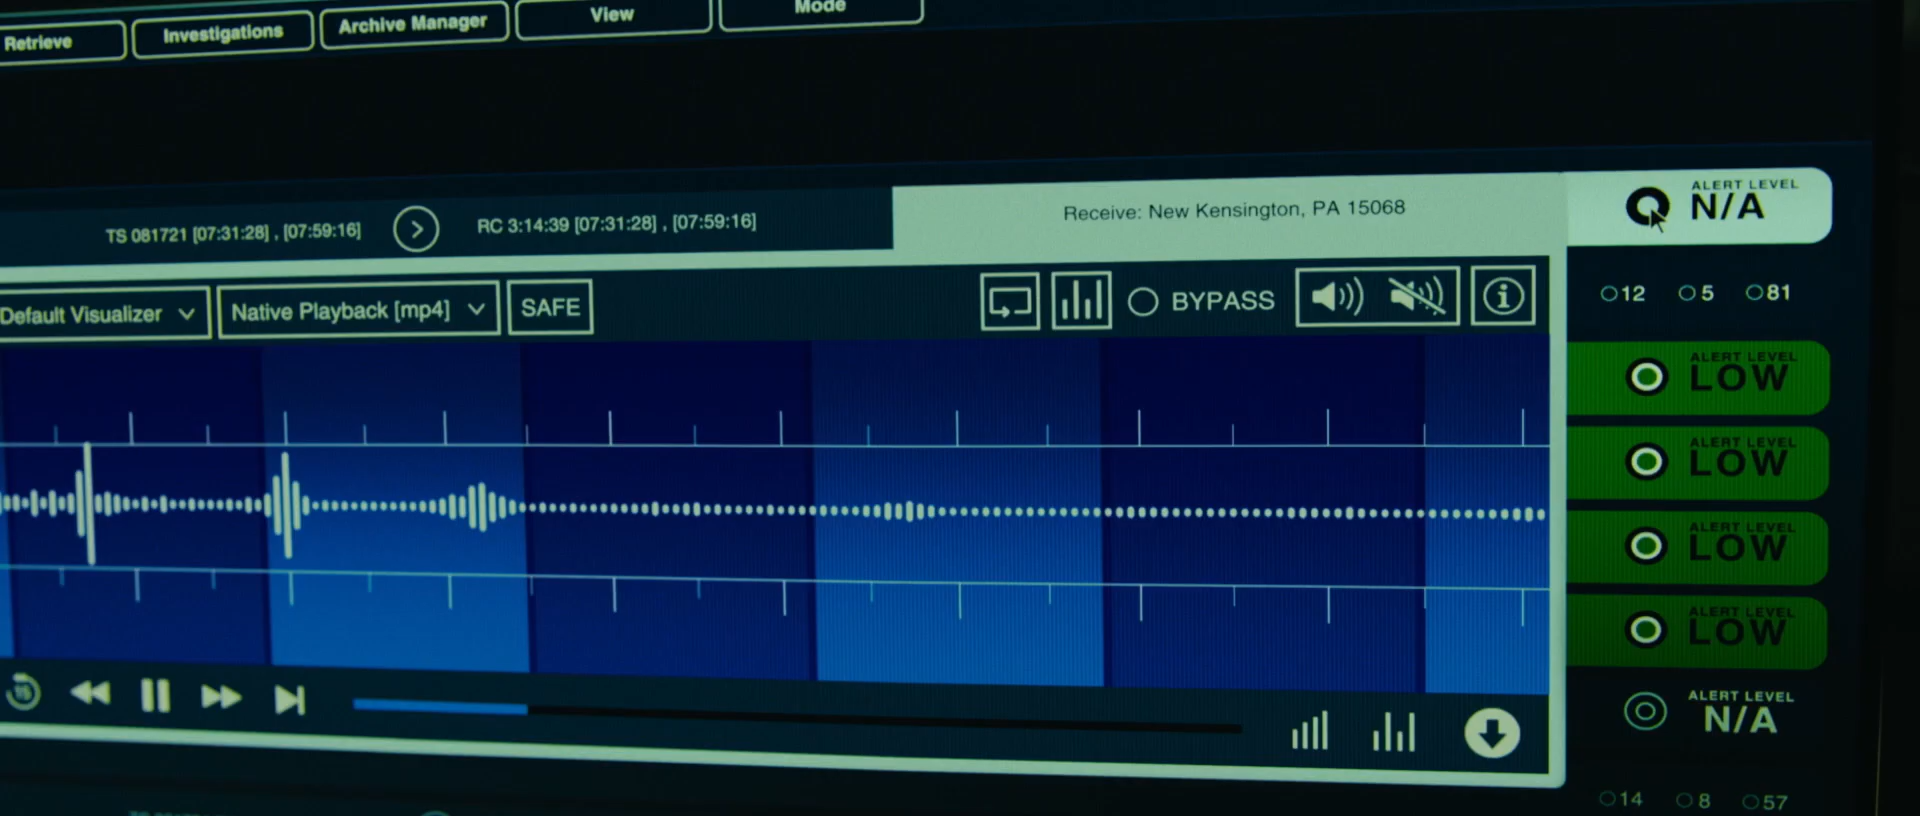 Retrieve
Investigations
Archive Manager
View
Mode
TS 081721 [07:31:28] , [07:59:16]
RC 3:14:39 [07:31:28] , [07:59:16]
Receive: New Kensington, PA 15068
ALERT LEVEL
N/A
Default Visualizer
Native Playback [mp4]
SAFE
BYPASS
12 5 81
ALERT LEVEL
LOW
ALERT LEVEL
LOW
ALERT LEVEL
LOW
ALERT LEVEL
LOW
15
ALERT LEVEL
N/A
14 8 57